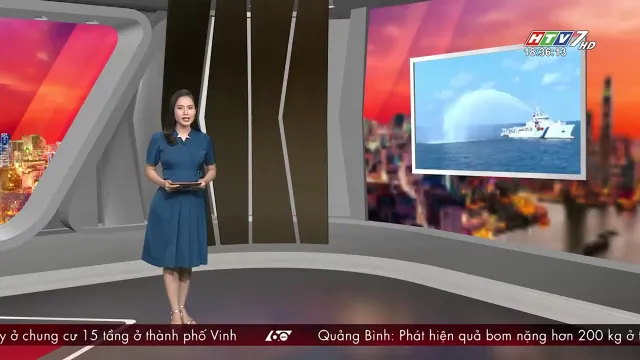 HTV7 HD
18:36:13
y ở chung cư 15 tầng ở thành phố Vinh
60
Quảng Bình: Phát hiện quả bom nặng hơn 200 kg ở